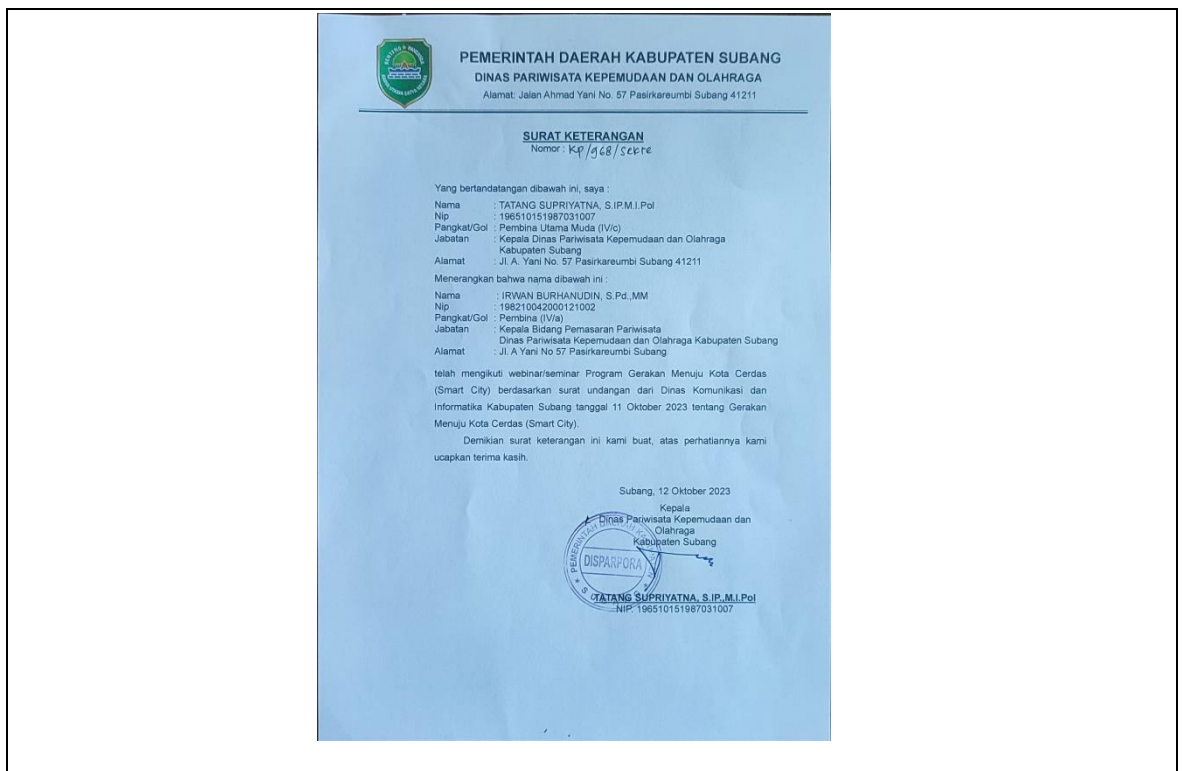 PEMERINTAH DAERAH KABUPATEN SUBANG
DINAS PARIWISATA KEPEMUDAAN DAN OLAHRAGA
Alamat: Jalan Ahmad Yani No. 57 Pasirkareumbi Subang 41211
SURAT KETERANGAN
Nomor : Kp/968/Sekre
Yang bertandatangan dibawah ini, saya :
Nama : TATANG SUPRIYATNA, S.IP.M.I.Pol
Nip : 196510151987031007
Pangkat/Gol : Pembina Utama Muda (IV/c)
Jabatan : Kepala Dinas Pariwisata Kepemudaan dan Olahraga
Kabupaten Subang
Alamat : Jl. A. Yani No. 57 Pasirkareumbi Subang 41211
Menerangkan bahwa nama dibawah ini :
Nama : IRWAN BURHANUDIN, S.Pd.,MM
Nip : 198210042000121002
Pangkat/Gol : Pembina (IV/a)
Jabatan : Kepala Bidang Pemasaran Pariwisata
Dinas Pariwisata Kepemudaan dan Olahraga Kabupaten Subang
Alamat : Jl. A Yani No 57 Pasirkareumbi Subang
telah mengikuti webinar/seminar Program Gerakan Menuju Kota Cerdas
(Smart City) berdasarkan surat undangan dari Dinas Komunikasi dan
Informatika Kabupaten Subang tanggal 11 Oktober 2023 tentang Gerakan
Menuju Kota Cerdas (Smart City).
Demikian surat keterangan ini kami buat, atas perhatiannya kami
ucapkan terima kasih.
Subang, 12 Oktober 2023
Kepala
Dinas Pariwisata Kepemudaan dan
Olahraga
Kabupaten Subang
DISPARPORA
TATANG SUPRIYATNA, S.IP.,M.I.Pol
NIP. 196510151987031007